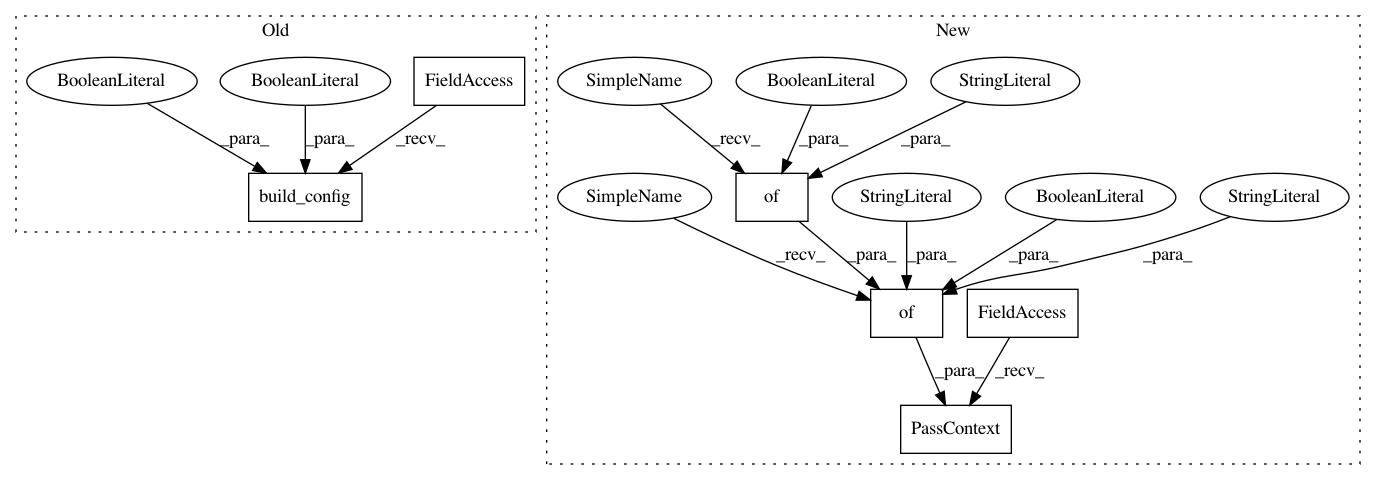 Old
New
BooleanLiteral BooleanLiteral FieldAccess
_para_ _para_ _recv_
build_config
SimpleName BooleanLiteral StringLiteral
_recv_ _para_ _para_
of
SimpleName StringLiteral BooleanLiteral StringLiteral
_recv_ _para_ _para_ _para_ _para_
of
FieldAccess
_para_ _recv_
PassContext